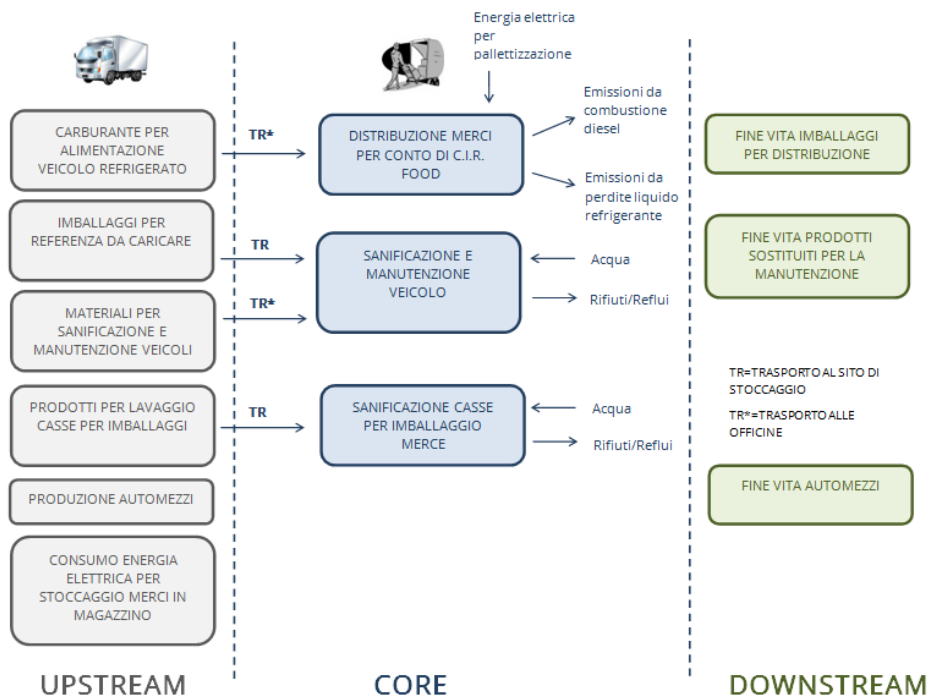 Energia elettrica
per
pallettizzazione
CARBURANTE PER
ALIMENTAZIONE
VEICOLO REFRIGERATO
TR*
DISTRIBUZIONE MERCI
PER CONTO DI C.I.R.
FOOD
Emissioni da
combustione
diesel
Emissioni da
perdite liquido
refrigerante
FINE VITA IMBALLAGGI
PER DISTRIBUZIONE
IMBALLAGGI PER
REFERENZA DA CARICARE
TR
SANIFICAZIONE E
MANUTENZIONE
VEICOLO
Acqua
Rifiuti/Reflui
FINE VITA PRODOTTI
SOSTITUITI PER LA
MANUTENZIONE
MATERIALI PER
SANIFICAZIONE E
MANUTENZIONE VEICOLI
TR*
TR=TRASPORTO AL SITO DI
STOCCAGGIO
TR*=TRASPORTO ALLE
OFFICINE
PRODOTTI PER LAVAGGIO
CASSE PER IMBALLAGGI
TR
SANIFICAZIONE CASSE
PER IMBALLAGGIO
MERCE
Acqua
Rifiuti/Reflui
PRODUZIONE AUTOMEZZI
FINE VITA AUTOMEZZI
CONSUMO ENERGIA
ELETTRICA PER
STOCCAGGIO MERCI IN
MAGAZZINO
UPSTREAM
CORE
DOWNSTREAM